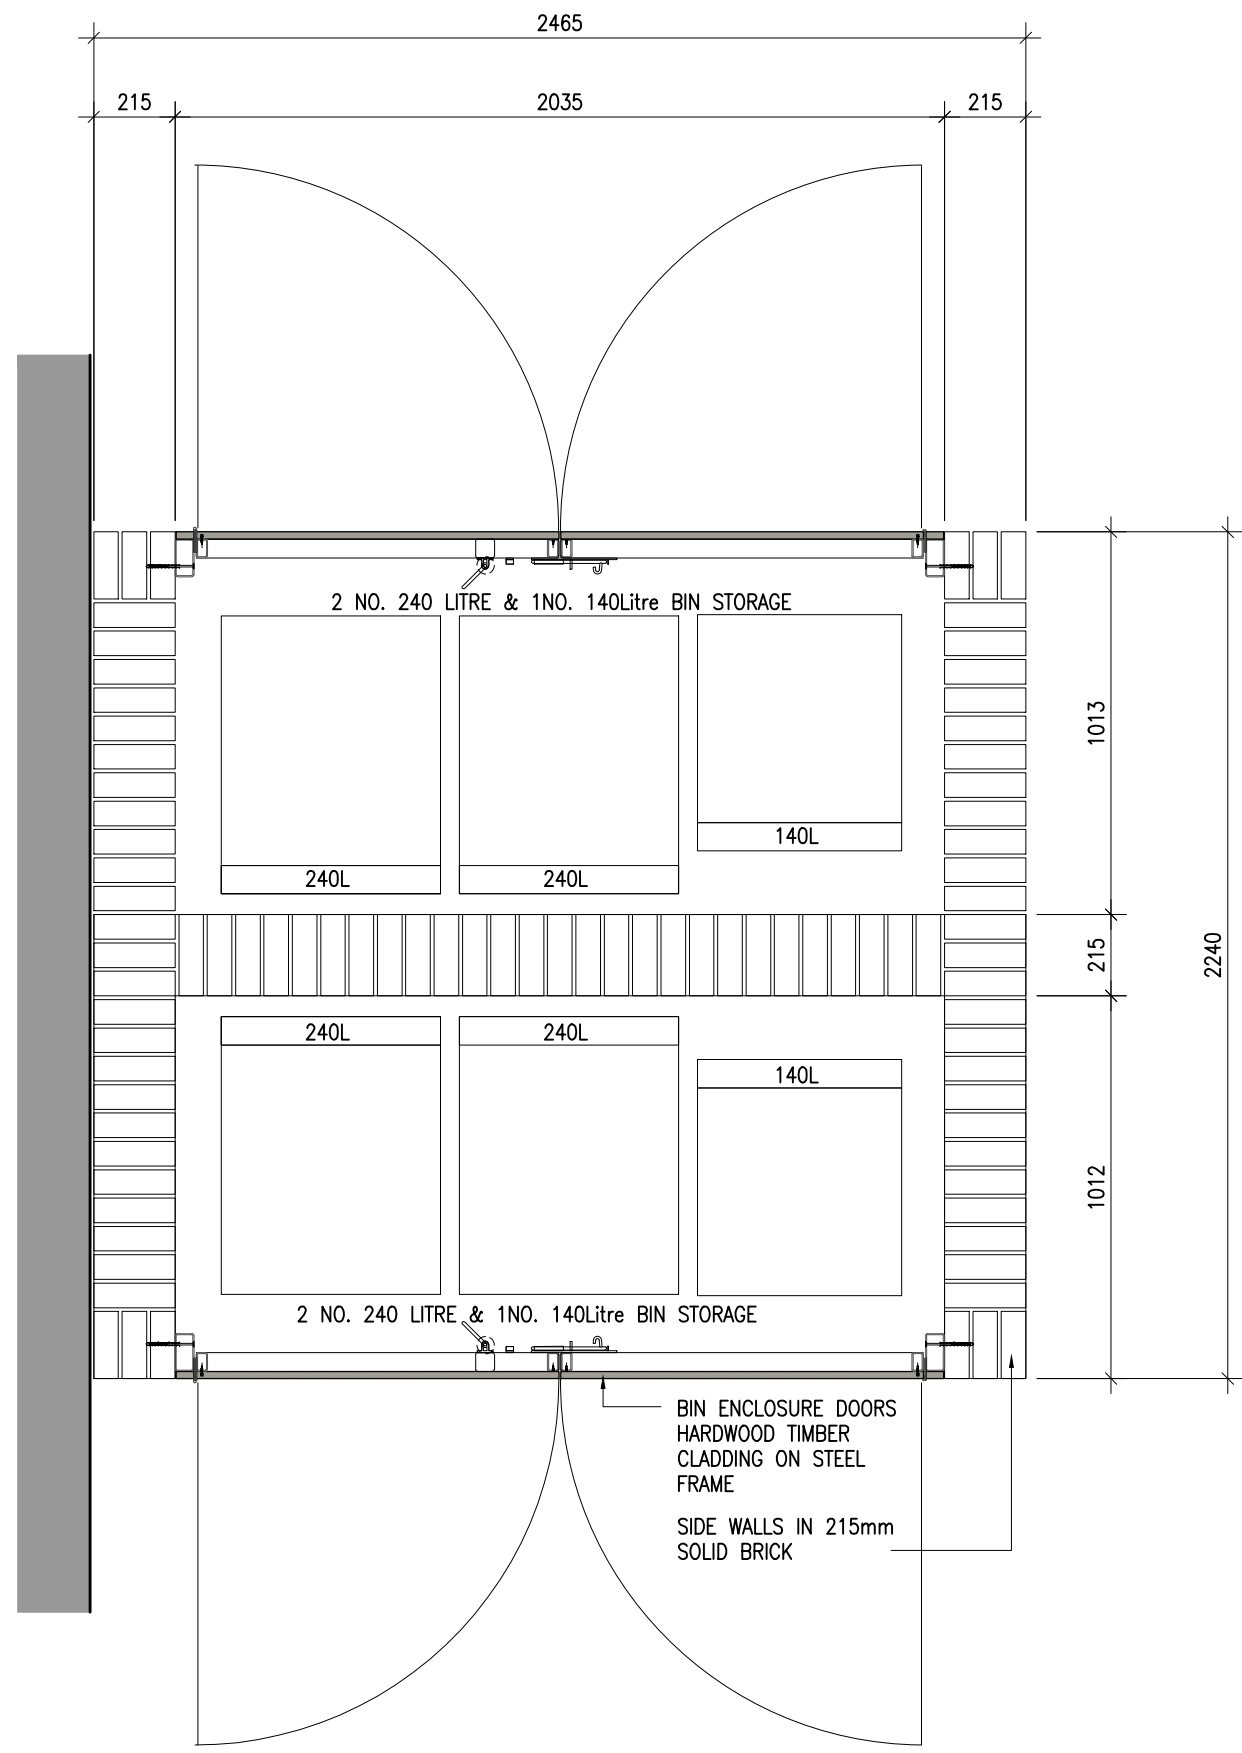 2465
215
2035
215
2 NO. 240 LITRE & 1NO. 140Litre BIN STORAGE
1013
140L
240L
240L
215
2240
240L
240L
140L
1012
2 NO. 240 LITRE & 1NO. 140Litre BIN STORAGE
BIN ENCLOSURE DOORS
HARDWOOD TIMBER
CLADDING ON STEEL
FRAME
SIDE WALLS IN 215mm
SOLID BRICK